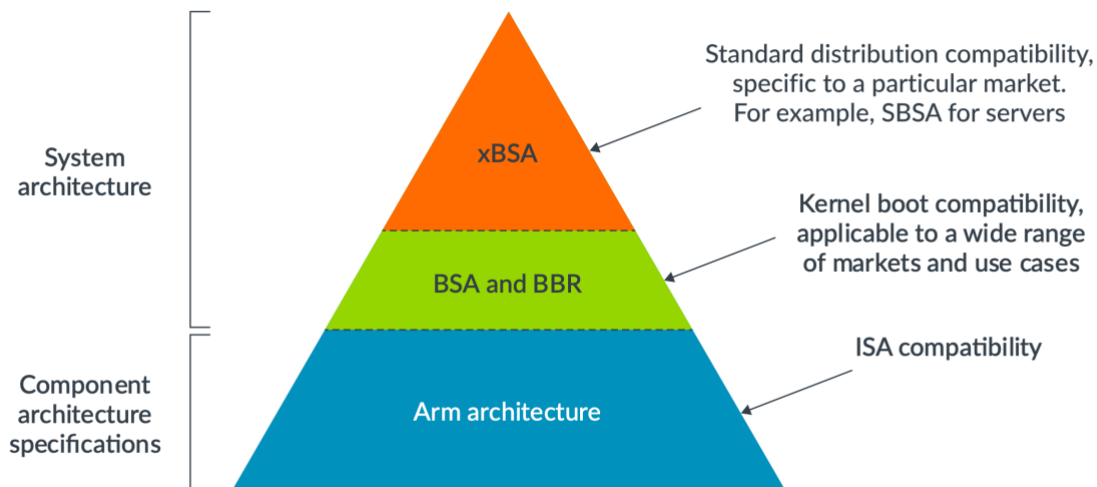 Standard distribution compatibility,
specific to a particular market.
For example, SBSA for servers
xBSA
System
architecture
Kernel boot compatibility,
applicable to a wide range
of markets and use cases
BSA and BBR
ISA compatibility
Component
architecture
specifications
Arm architecture